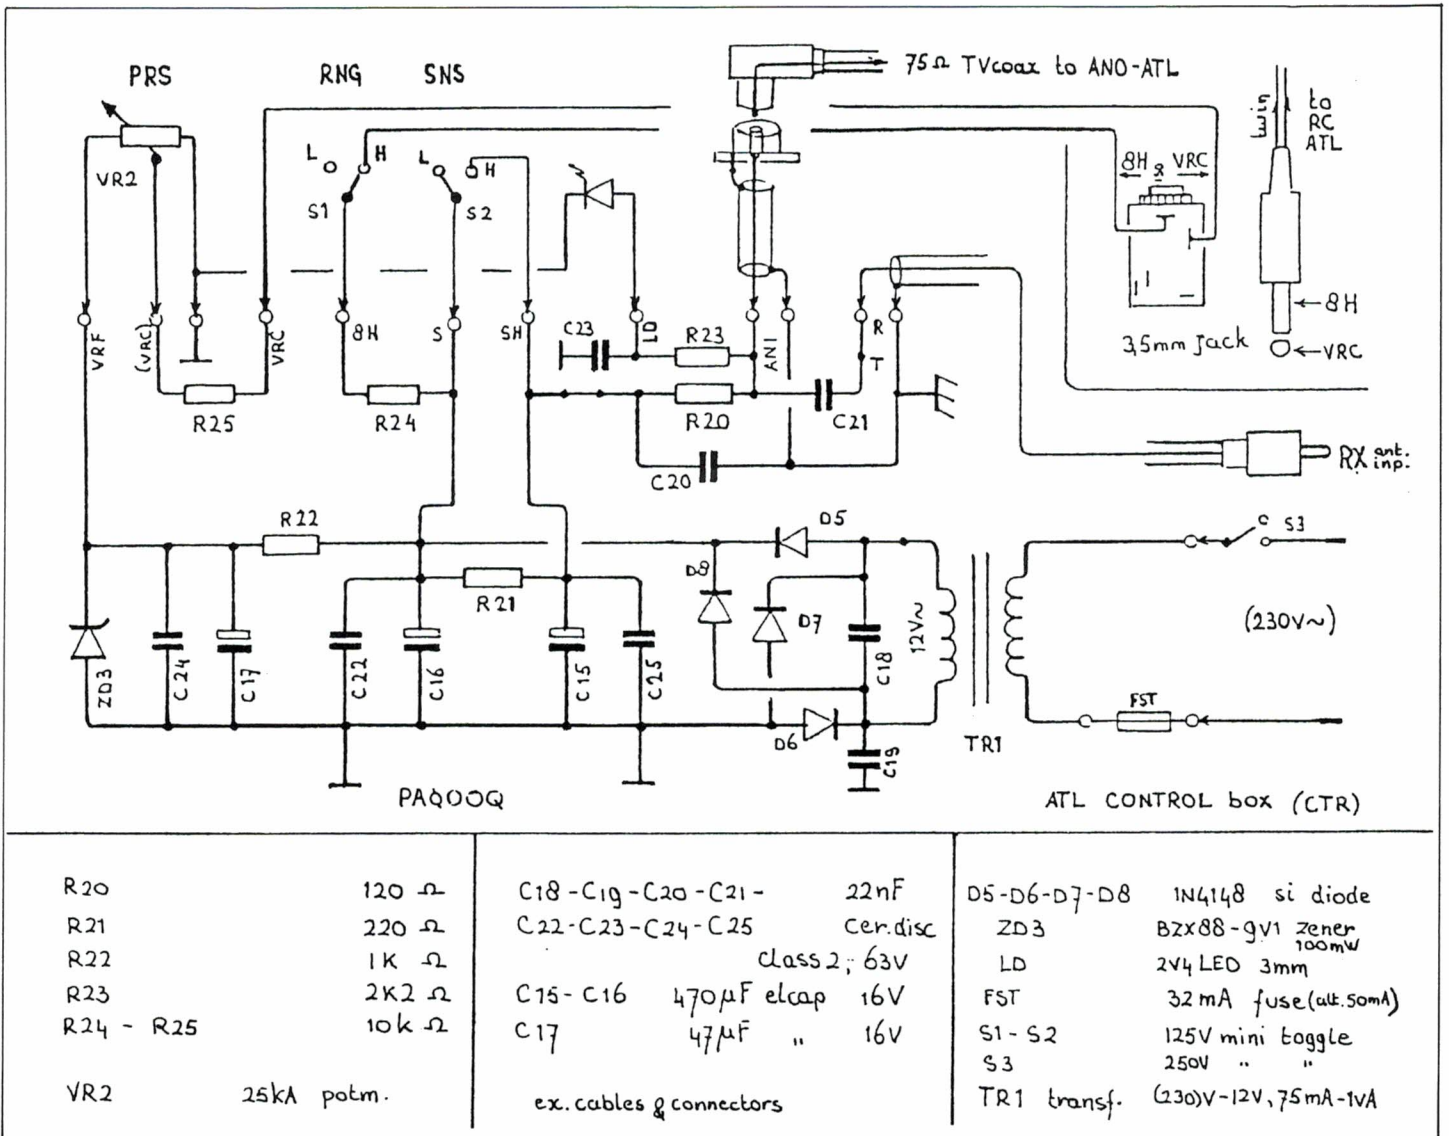 PRS RNG SNS
75Ω TVcoax to ANO-ATL
twin to
RC
ATL
L H L H
VR2 S1 S2
8H & VRC
8H
3,5mm Jack
VRC
VRF (VRC) VRC 8H S SH
C23 LD R23 AN1 R
T
R25 R24 R20 C21
C20
RX ant.
inp.
R22 D5 C S3
R21 D8 D7 12V~ (230V~)
ZD3 C24 C17 C22 C16 C15 C25 C18
D6 C19 TR1 FST
PAQOOQ
ATL CONTROL box (CTR)
R20 120 Ω
R21 220 Ω
R22 1K Ω
R23 2K2 Ω
R24 - R25 10k Ω
VR2 25kA potm.
C18-C19-C20-C21- 22nF
C22-C23-C24-C25 Cer.disc
class2, 63V
C15-C16 470µF elcap 16V
C17 47µF " 16V
ex. cables & connectors
D5-D6-D7-D8 1N4148 si diode
ZD3 BZX88-9V1 zener
100mW
LD 2V4 LED 3mm
FST 32mA fuse (alt.50mA)
S1-S2 125V mini toggle
S3 250V " "
TR1 transf. (230)V-12V, 75mA-1VA